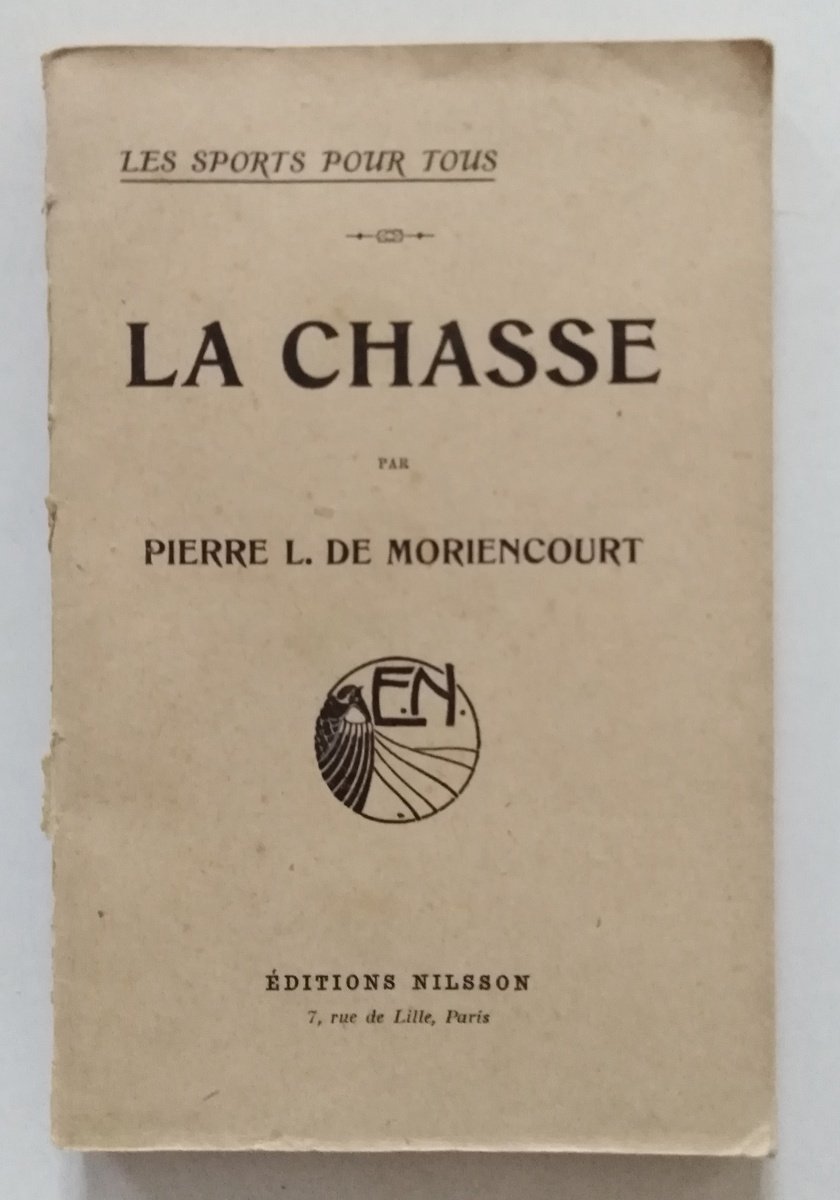 LES SPORTS POUR TOUS
LA CHASSE
PAR
PIERRE L. DE MORIENCOURT
E.N.
ÉDITIONS NILSSON
7, rue de Lille, Paris